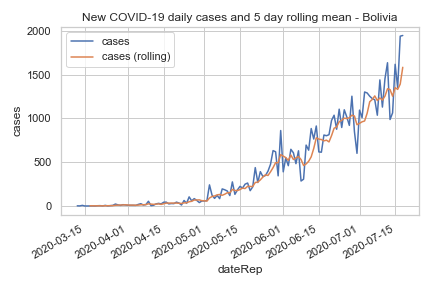 New COVID-19 daily cases and 5 day rolling mean - Bolivia
cases
cases (rolling)
2000
1500
1000
500
0
cases
2020-03-15
2020-04-01
2020-04-15
2020-05-01
2020-05-15
2020-06-01
2020-06-15
2020-07-01
2020-07-15
dateRep